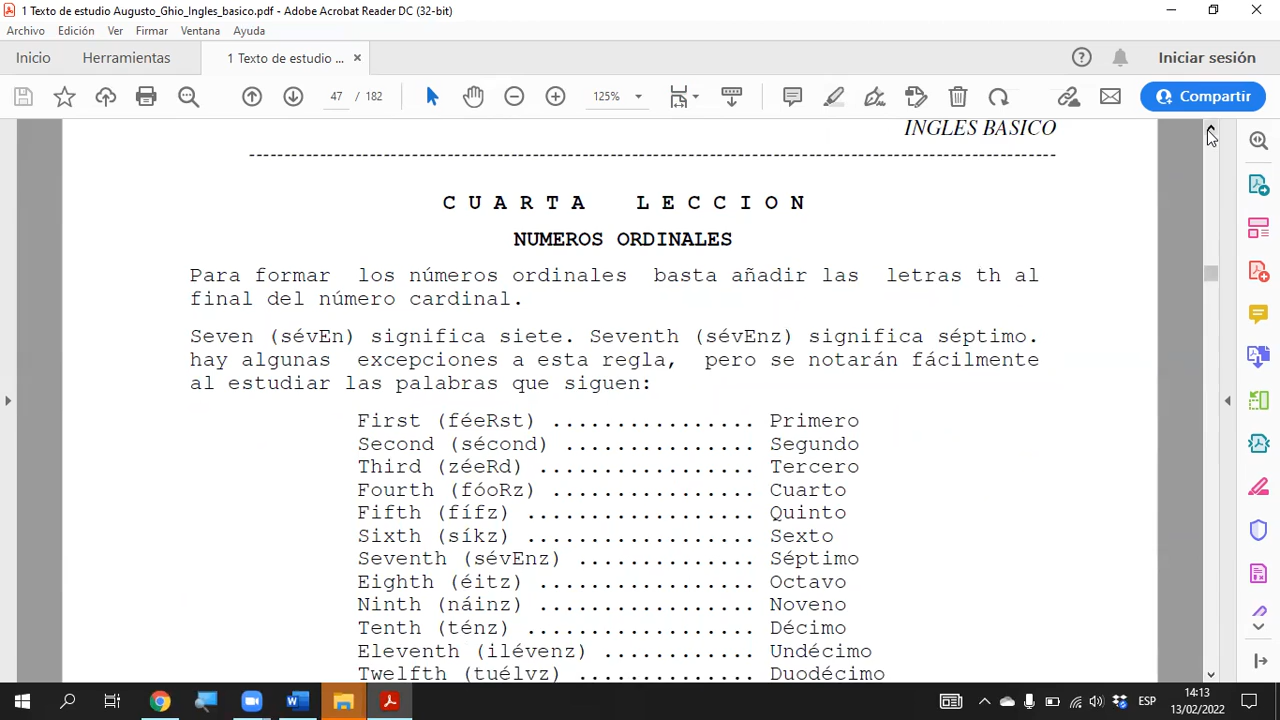 1 Texto de estudio Augusto_Ghio_Ingles_basico.pdf - Adobe Acrobat Reader DC (32-bit)
Archivo Edición Ver Firmar Ventana Ayuda
Inicio Herramientas 1 Texto de estudio ... × Iniciar sesión
47 / 182 125% Compartir
INGLES BASICO
--------------------------------------------------------------------------------------------
CUARTA LECCION
NUMEROS ORDINALES
Para formar los números ordinales basta añadir las letras th al
final del número cardinal.
Seven (sévEn) significa siete. Seventh (sévEnz) significa séptimo.
hay algunas excepciones a esta regla, pero se notarán fácilmente
al estudiar las palabras que siguen:
First (féeRst) ................ Primero
Second (sécond) ............... Segundo
Third (zéeRd) ................. Tercero
Fourth (fóoRz) ................ Cuarto
Fifth (fífz) .................. Quinto
Sixth (síkz) .................. Sexto
Seventh (sévEnz) .............. Séptimo
Eighth (éitz) ................. Octavo
Ninth (náinz) ................. Noveno
Tenth (ténz) .................. Décimo
Eleventh (ilévenz) ............ Undécimo
Twelfth (tuélvz) .............. Duodécimo
ESP
14:13
13/02/2022